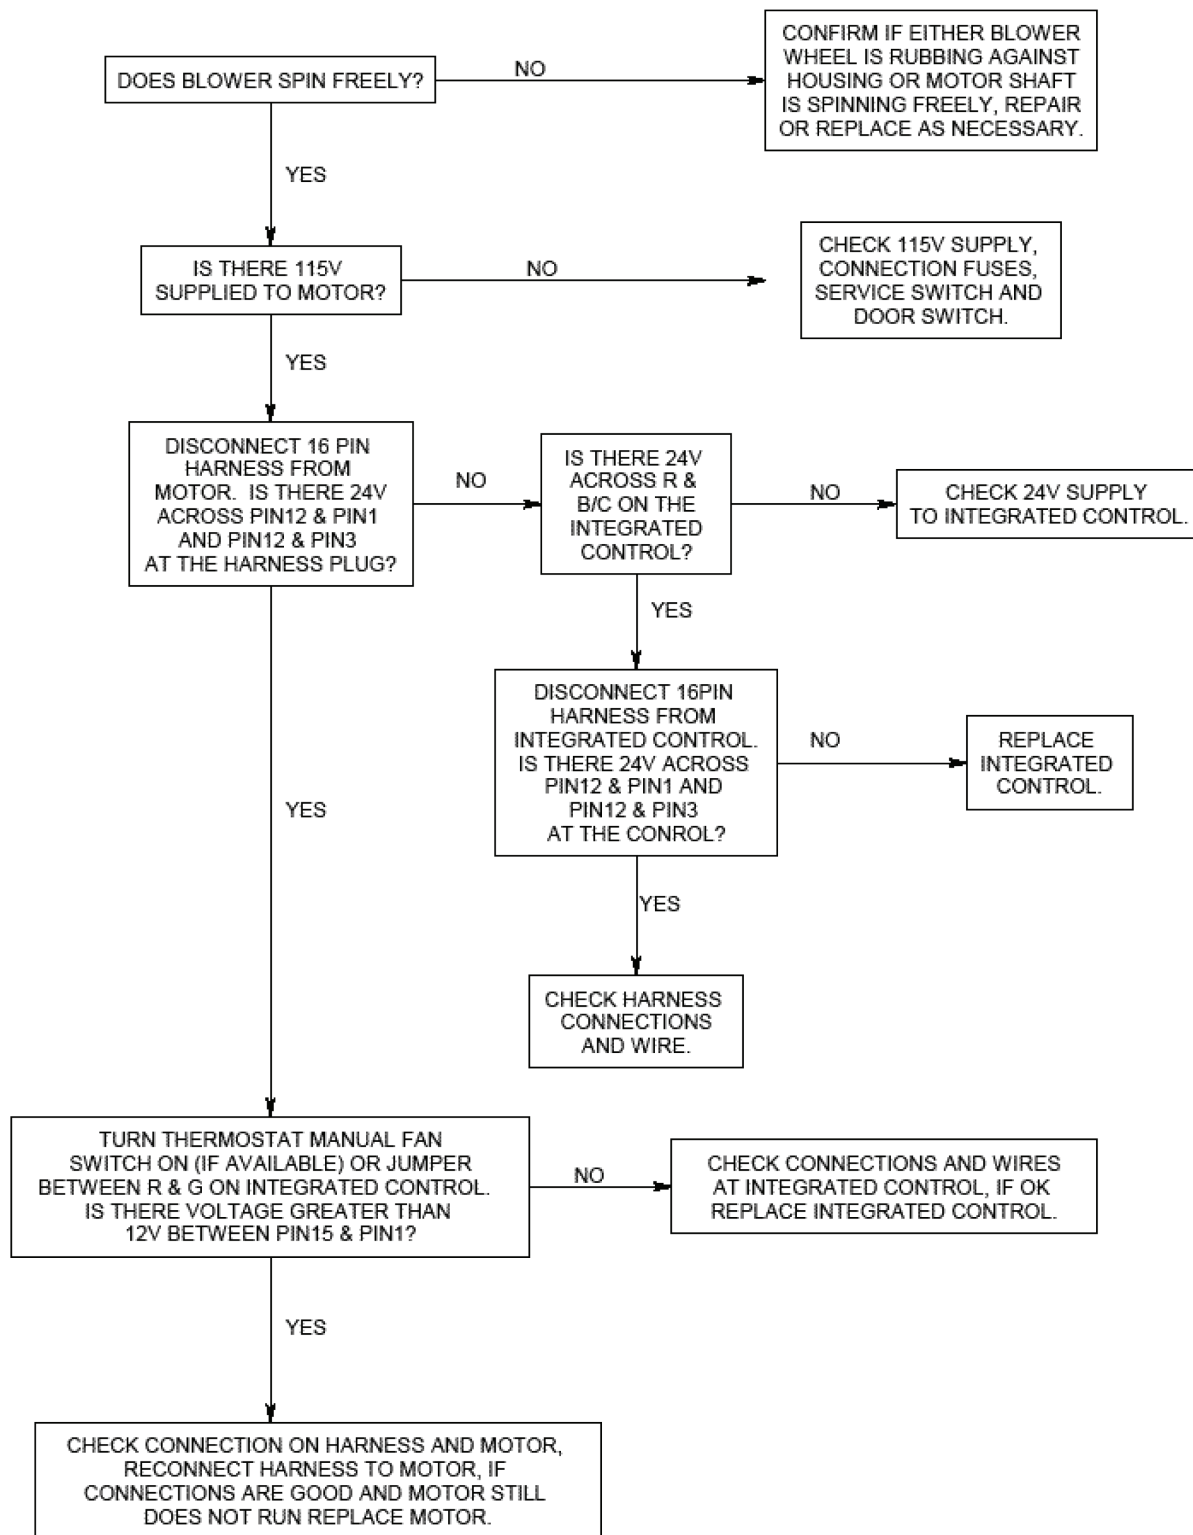 DOES BLOWER SPIN FREELY?
NO
CONFIRM IF EITHER BLOWER
WHEEL IS RUBBING AGAINST
HOUSING OR MOTOR SHAFT
IS SPINNING FREELY, REPAIR
OR REPLACE AS NECESSARY.
YES
IS THERE 115V
SUPPLIED TO MOTOR?
NO
CHECK 115V SUPPLY,
CONNECTION FUSES,
SERVICE SWITCH AND
DOOR SWITCH.
YES
DISCONNECT 16 PIN
HARNESS FROM
MOTOR. IS THERE 24V
ACROSS PIN12 & PIN1
AND PIN12 & PIN3
AT THE HARNESS PLUG?
NO
IS THERE 24V
ACROSS R &
B/C ON THE
INTEGRATED
CONTROL?
NO
CHECK 24V SUPPLY
TO INTEGRATED CONTROL.
YES
DISCONNECT 16PIN
HARNESS FROM
INTEGRATED CONTROL.
IS THERE 24V ACROSS
PIN12 & PIN1 AND
PIN12 & PIN3
AT THE CONROL?
NO
REPLACE
INTEGRATED
CONTROL.
YES
YES
CHECK HARNESS
CONNECTIONS
AND WIRE.
TURN THERMOSTAT MANUAL FAN
SWITCH ON (IF AVAILABLE) OR JUMPER
BETWEEN R & G ON INTEGRATED CONTROL.
IS THERE VOLTAGE GREATER THAN
12V BETWEEN PIN15 & PIN1?
NO
CHECK CONNECTIONS AND WIRES
AT INTEGRATED CONTROL, IF OK
REPLACE INTEGRATED CONTROL.
YES
CHECK CONNECTION ON HARNESS AND MOTOR,
RECONNECT HARNESS TO MOTOR, IF
CONNECTIONS ARE GOOD AND MOTOR STILL
DOES NOT RUN REPLACE MOTOR.